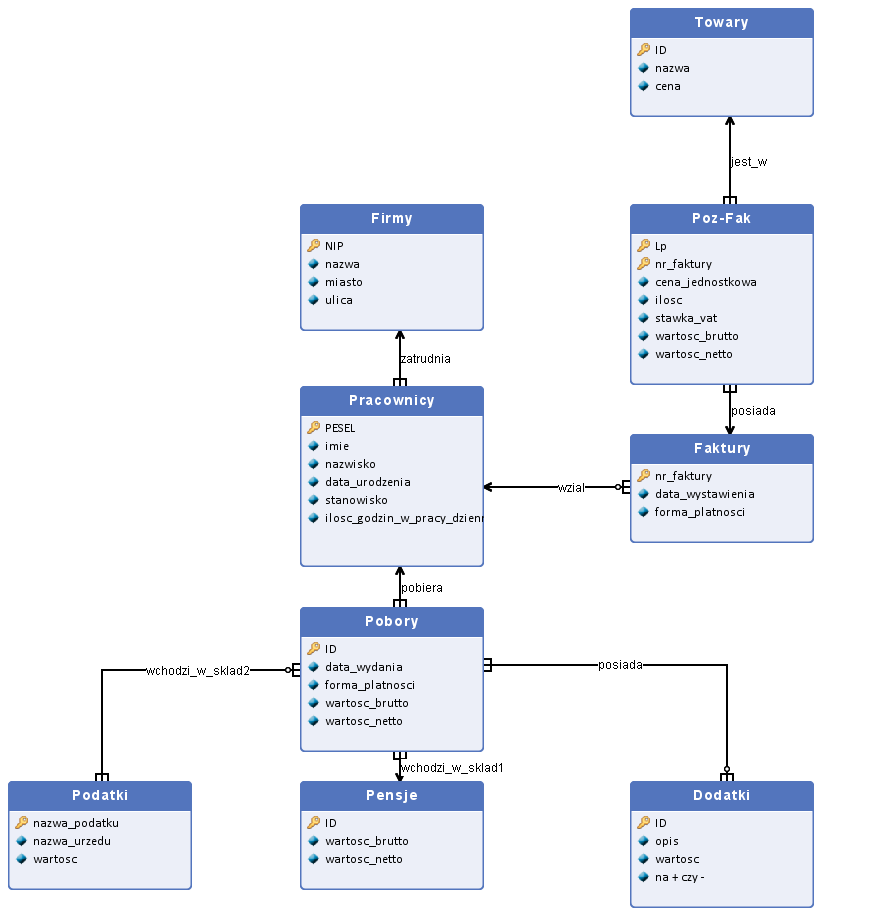 Towary
ID
nazwa
cena
jest_w
Firmy
NIP
nazwa
miasto
ulica
Poz-Fak
Lp
nr_faktury
cena_jednostkowa
ilosc
stawka_vat
wartosc_brutto
wartosc_netto
zatrudnia
posiada
Pracownicy
PESEL
imie
nazwisko
data_urodzenia
stanowisko
ilosc_godzin_w_pracy_dzienn
wzial
Faktury
nr_faktury
data_wystawienia
forma_platnosci
pobiera
Pobory
ID
data_wydania
forma_platnosci
wartosc_brutto
wartosc_netto
wchodzi_w_sklad2
posiada
wchodzi_w_sklad1
Podatki
nazwa_podatku
nazwa_urzedu
wartosc
Pensje
ID
wartosc_brutto
wartosc_netto
Dodatki
ID
opis
wartosc
na + czy -